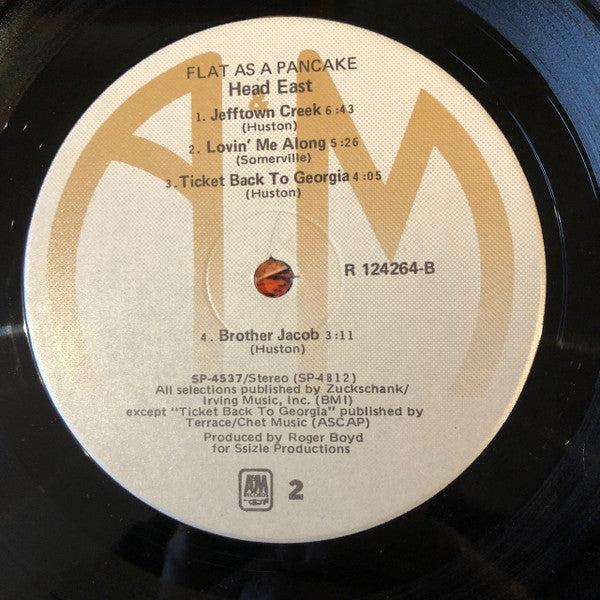 FLAT AS A PANCAKE
Head East
1. Jefftown Creek 6:43
(Huston)
2. Lovin' Me Along 5:26
(Somerville)
3. Ticket Back To Georgia 4:05
(Huston)
R 124264-B
4. Brother Jacob 3:11
(Huston)
SP-4537/Stereo (SP-4812)
All selections published by Zuckschank/
Irving Music, Inc. (BMI)
except "Ticket Back To Georgia" published by
Terrace/Chet Music (ASCAP)
Produced by Roger Boyd
for Ssizle Productions
A&M
RECORDS
2
A&M